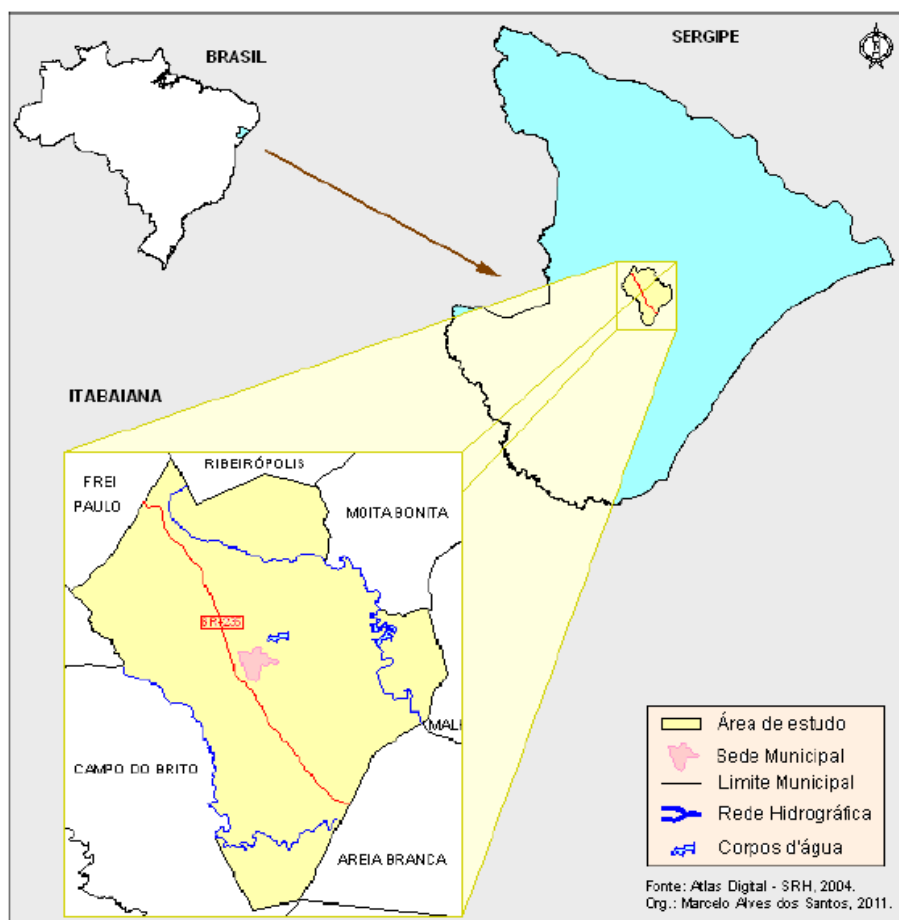 BRASIL
SERGIPE
ITABAIANA
RIBEIRÓPOLIS
FREI
PAULO
MOITA BONITA
MAL
CAMPO DO BRITO
AREIA BRANCA
Área de estudo
Sede Municipal
Limite Municipal
Rede Hidrográfica
Corpos d'água
Fonte: Atlas Digital - SRH, 2004.
Org.: Marcelo Alves dos Santos, 2011.